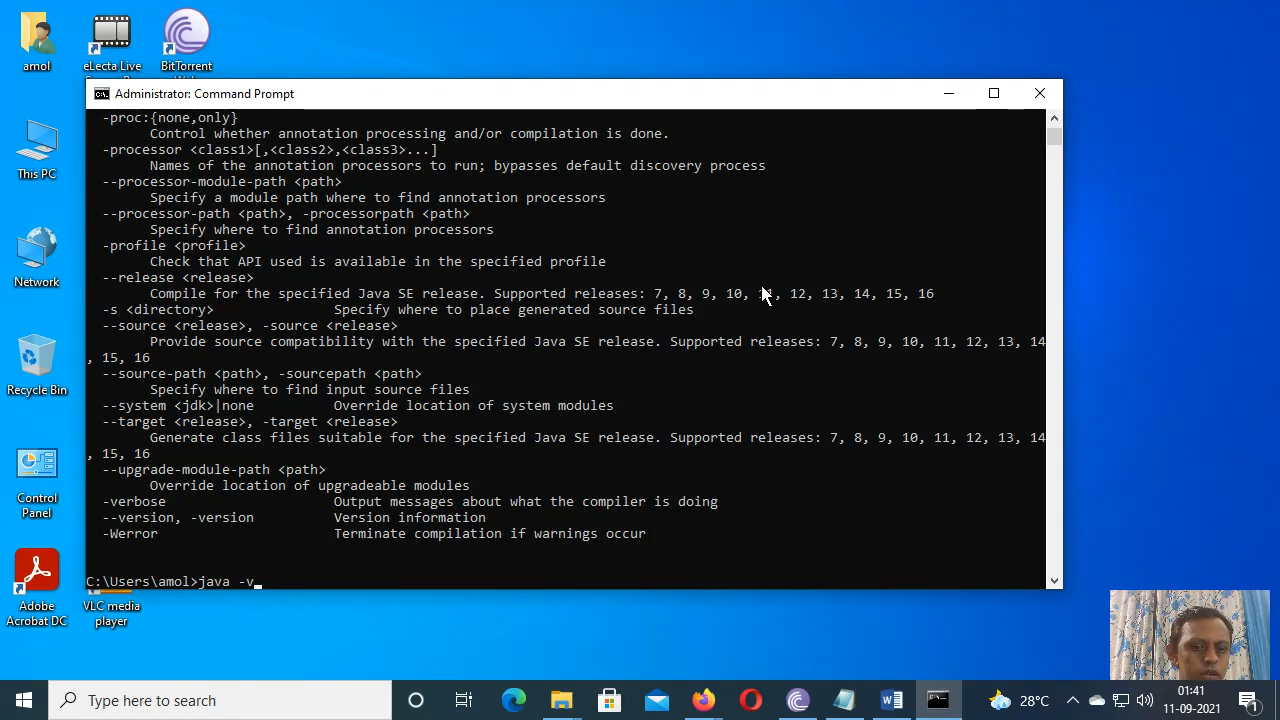 amol
eLecta Live
BitTorrent
This PC
Network
Recycle Bin
Control
Panel
Adobe
Acrobat DC
VLC media
player
Administrator: Command Prompt
-proc:{none,only}
Control whether annotation processing and/or compilation is done.
-processor <class1>[,<class2>,<class3>...]
Names of the annotation processors to run; bypasses default discovery process
--processor-module-path <path>
Specify a module path where to find annotation processors
--processor-path <path>, -processorpath <path>
Specify where to find annotation processors
-profile <profile>
Check that API used is available in the specified profile
--release <release>
Compile for the specified Java SE release. Supported releases: 7, 8, 9, 10, 11, 12, 13, 14, 15, 16
-s <directory> Specify where to place generated source files
--source <release>, -source <release>
Provide source compatibility with the specified Java SE release. Supported releases: 7, 8, 9, 10, 11, 12, 13, 14
, 15, 16
--source-path <path>, -sourcepath <path>
Specify where to find input source files
--system <jdk>|none Override location of system modules
--target <release>, -target <release>
Generate class files suitable for the specified Java SE release. Supported releases: 7, 8, 9, 10, 11, 12, 13, 14
, 15, 16
--upgrade-module-path <path>
Override location of upgradeable modules
-verbose Output messages about what the compiler is doing
--version, -version Version information
-Werror Terminate compilation if warnings occur
C:\Users\amol>java -v
Type here to search
28°C
01:41
11-09-2021
1